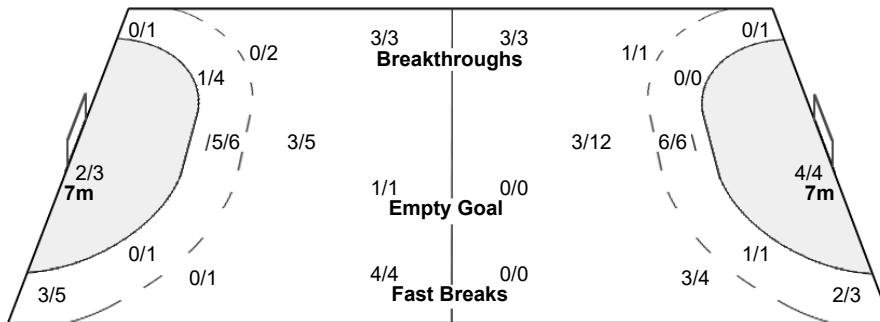 0/1 3/3 3/3 0/1
0/2 Breakthroughs 1/1
1/4 0/0
5/6 3/5 3/12 6/6
2/3 4/4
7m 1/1 0/0 7m
Empty Goal
0/1 1/1
0/1 4/4 0/0 3/4
3/5 Fast Breaks 2/3